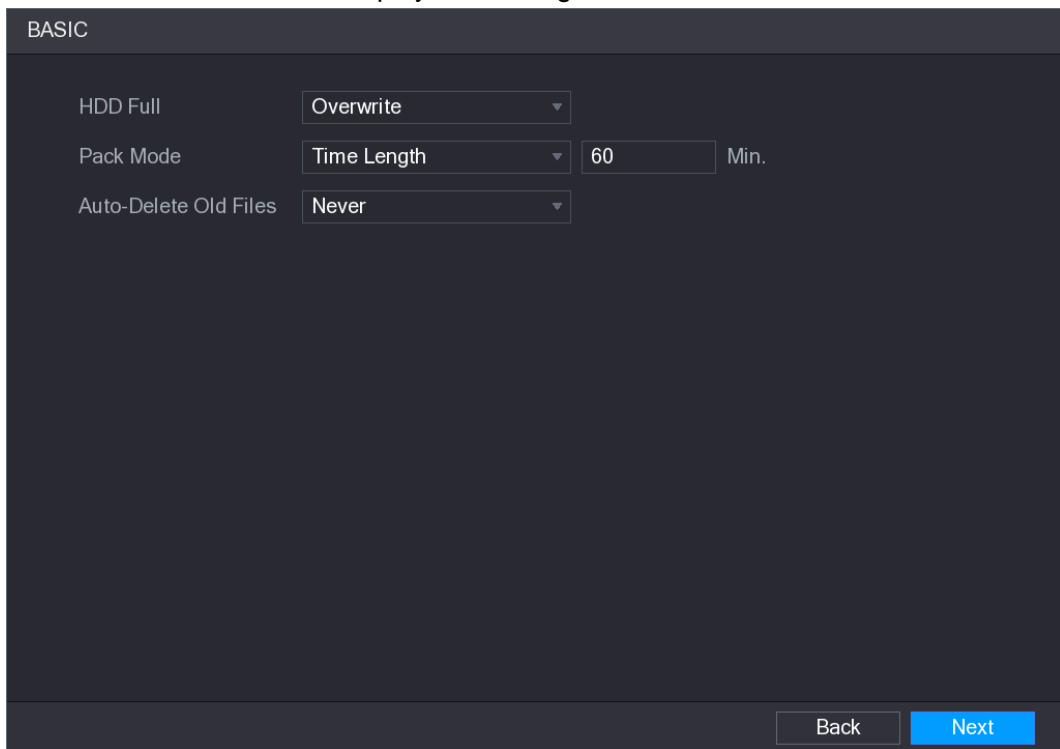 BASIC
HDD Full Overwrite
Pack Mode Time Length 60 Min.
Auto-Delete Old Files Never
Back Next